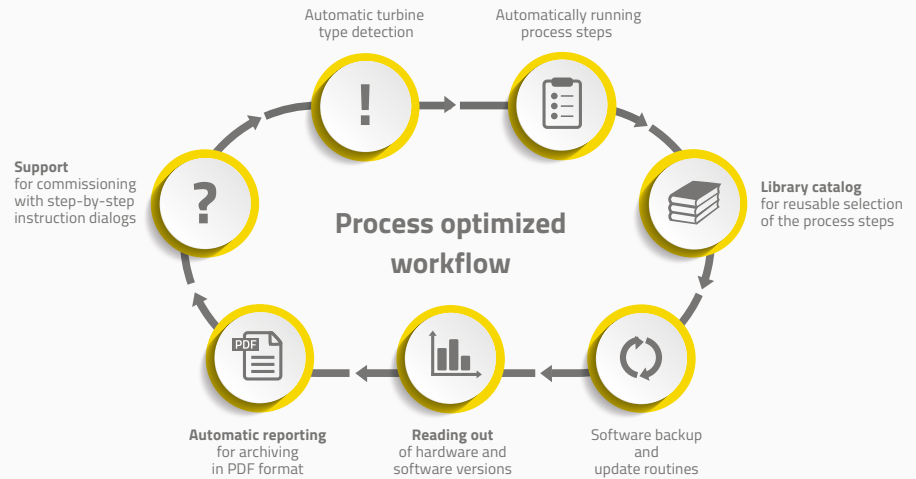 Automatic turbine
type detection
Automatically running
process steps
!
Support
for commissioning
with step-by-step
instruction dialogs
?
Library catalog
for reusable selection
of the process steps
Process optimized
workflow
PDF
Automatic reporting
for archiving
in PDF format
Reading out
of hardware and
software versions
Software backup
and
update routines